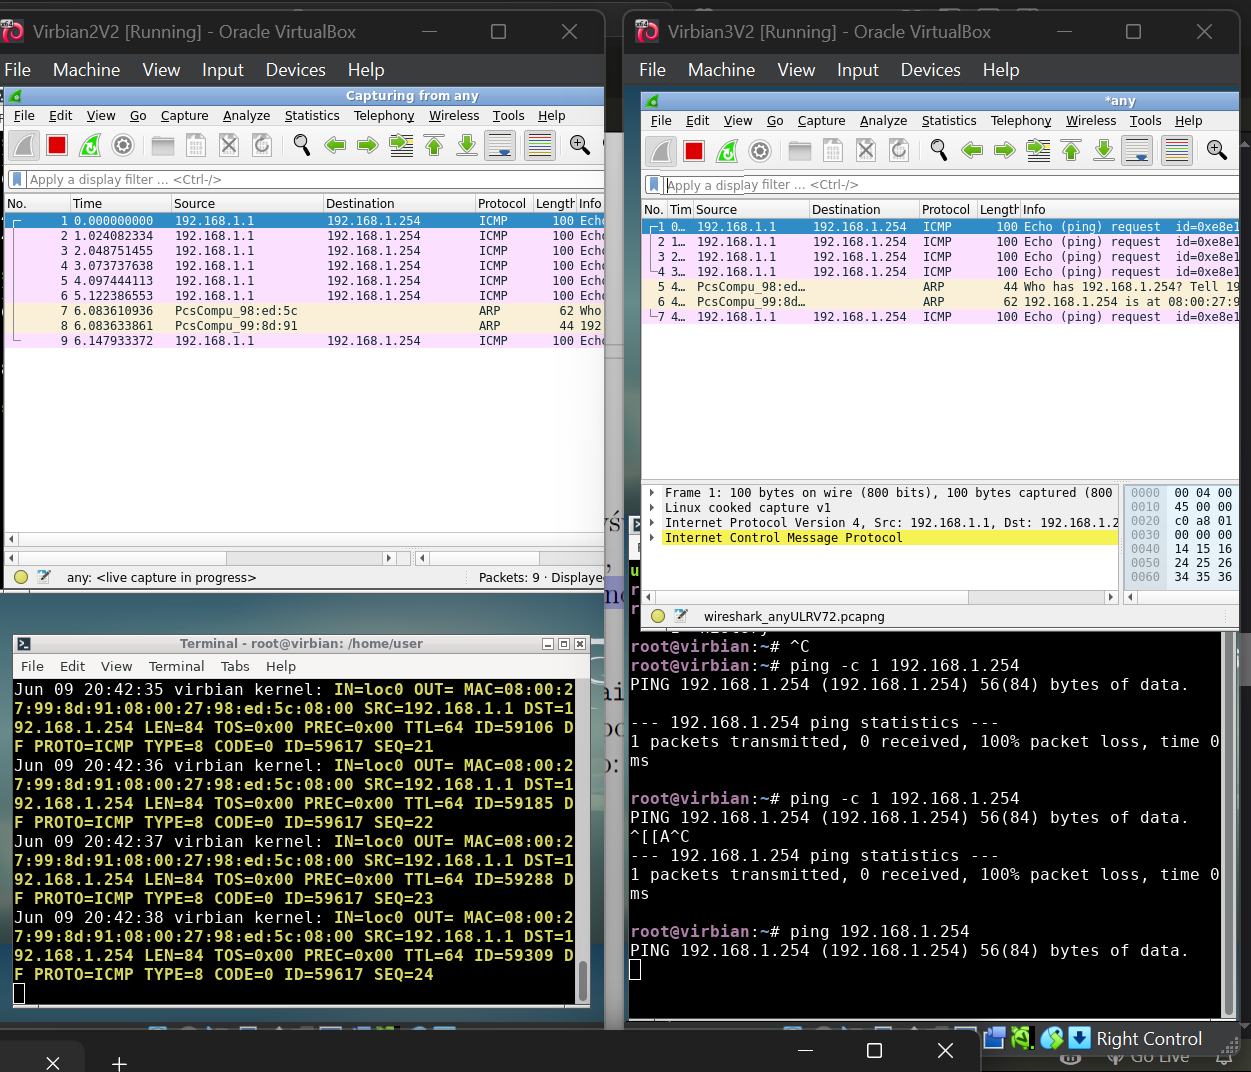 Virbian2V2 [Running] - Oracle VirtualBox
File Machine View Input Devices Help
Capturing from any
File Edit View Go Capture Analyze Statistics Telephony Wireless Tools Help
Apply a display filter ... <Ctrl-/>
No. Time Source Destination Protocol Length Info
1 0.000000000 192.168.1.1 192.168.1.254 ICMP 100 Echo
2 1.024082334 192.168.1.1 192.168.1.254 ICMP 100 Echo
3 2.048751455 192.168.1.1 192.168.1.254 ICMP 100 Echo
4 3.073737638 192.168.1.1 192.168.1.254 ICMP 100 Echo
5 4.097444113 192.168.1.1 192.168.1.254 ICMP 100 Echo
6 5.122386553 192.168.1.1 192.168.1.254 ICMP 100 Echo
7 6.083610936 PcsCompu_98:ed:5c ARP 62 Who
8 6.083633861 PcsCompu_99:8d:91 ARP 44 192
9 6.147933372 192.168.1.1 192.168.1.254 ICMP 100 Echo
any: <live capture in progress> Packets: 9 · Displaye
Terminal - root@virbian: /home/user
File Edit View Terminal Tabs Help
Jun 09 20:42:35 virbian kernel: IN=loc0 OUT= MAC=08:00:2
7:99:8d:91:08:00:27:98:ed:5c:08:00 SRC=192.168.1.1 DST=1
92.168.1.254 LEN=84 TOS=0x00 PREC=0x00 TTL=64 ID=59106 D
F PROTO=ICMP TYPE=8 CODE=0 ID=59617 SEQ=21
Jun 09 20:42:36 virbian kernel: IN=loc0 OUT= MAC=08:00:2
7:99:8d:91:08:00:27:98:ed:5c:08:00 SRC=192.168.1.1 DST=1
92.168.1.254 LEN=84 TOS=0x00 PREC=0x00 TTL=64 ID=59185 D
F PROTO=ICMP TYPE=8 CODE=0 ID=59617 SEQ=22
Jun 09 20:42:37 virbian kernel: IN=loc0 OUT= MAC=08:00:2
7:99:8d:91:08:00:27:98:ed:5c:08:00 SRC=192.168.1.1 DST=1
92.168.1.254 LEN=84 TOS=0x00 PREC=0x00 TTL=64 ID=59288 D
F PROTO=ICMP TYPE=8 CODE=0 ID=59617 SEQ=23
Jun 09 20:42:38 virbian kernel: IN=loc0 OUT= MAC=08:00:2
7:99:8d:91:08:00:27:98:ed:5c:08:00 SRC=192.168.1.1 DST=1
92.168.1.254 LEN=84 TOS=0x00 PREC=0x00 TTL=64 ID=59309 D
F PROTO=ICMP TYPE=8 CODE=0 ID=59617 SEQ=24
Virbian3V2 [Running] - Oracle VirtualBox
File Machine View Input Devices Help
*any
File Edit View Go Capture Analyze Statistics Telephony Wireless Tools Help
Apply a display filter ... <Ctrl-/>
No. Tim Source Destination Protocol Length Info
1 0… 192.168.1.1 192.168.1.254 ICMP 100 Echo (ping) request id=0xe8e1
2 1… 192.168.1.1 192.168.1.254 ICMP 100 Echo (ping) request id=0xe8e1
3 2… 192.168.1.1 192.168.1.254 ICMP 100 Echo (ping) request id=0xe8e1
4 3… 192.168.1.1 192.168.1.254 ICMP 100 Echo (ping) request id=0xe8e1
5 4… PcsCompu_98:ed… ARP 44 Who has 192.168.1.254? Tell 19
6 4… PcsCompu_99:8d… ARP 62 192.168.1.254 is at 08:00:27:9
7 4… 192.168.1.1 192.168.1.254 ICMP 100 Echo (ping) request id=0xe8e1
Frame 1: 100 bytes on wire (800 bits), 100 bytes captured (800
Linux cooked capture v1
Internet Protocol Version 4, Src: 192.168.1.1, Dst: 192.168.1.2
Internet Control Message Protocol
0000 00 04 00
0010 45 00 00
0020 c0 a8 01
0030 00 00 00
0040 14 15 16
0050 24 25 26
0060 34 35 36
wireshark_anyULRV72.pcapng
root@virbian:~# ^C
root@virbian:~# ping -c 1 192.168.1.254
PING 192.168.1.254 (192.168.1.254) 56(84) bytes of data.
--- 192.168.1.254 ping statistics ---
1 packets transmitted, 0 received, 100% packet loss, time 0
ms
root@virbian:~# ping -c 1 192.168.1.254
PING 192.168.1.254 (192.168.1.254) 56(84) bytes of data.
^[[A^C
--- 192.168.1.254 ping statistics ---
1 packets transmitted, 0 received, 100% packet loss, time 0
ms
root@virbian:~# ping 192.168.1.254
PING 192.168.1.254 (192.168.1.254) 56(84) bytes of data.
Right Control
Go Live